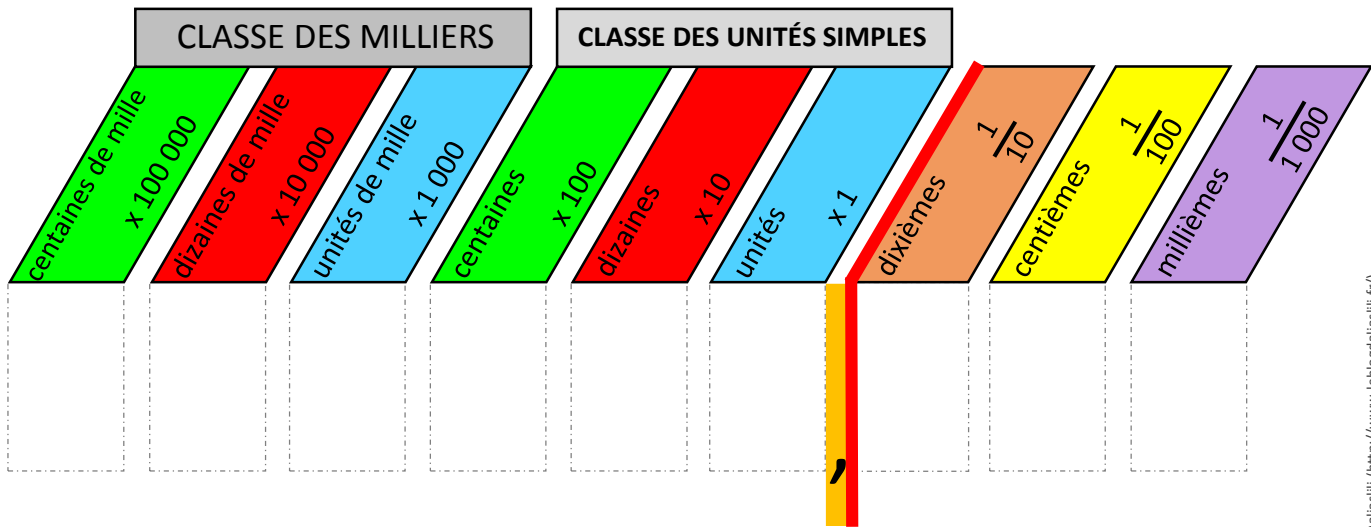 CLASSE DES MILLIERS
CLASSE DES UNITÉS SIMPLES
centaines de mille
x 100 000
dizaines de mille
x 10 000
unités de mille
x 1 000
centaines
x 100
dizaines
x 10
unités
x 1
dixièmes
1
10
centièmes
1
100
millièmes
1
1 000
,